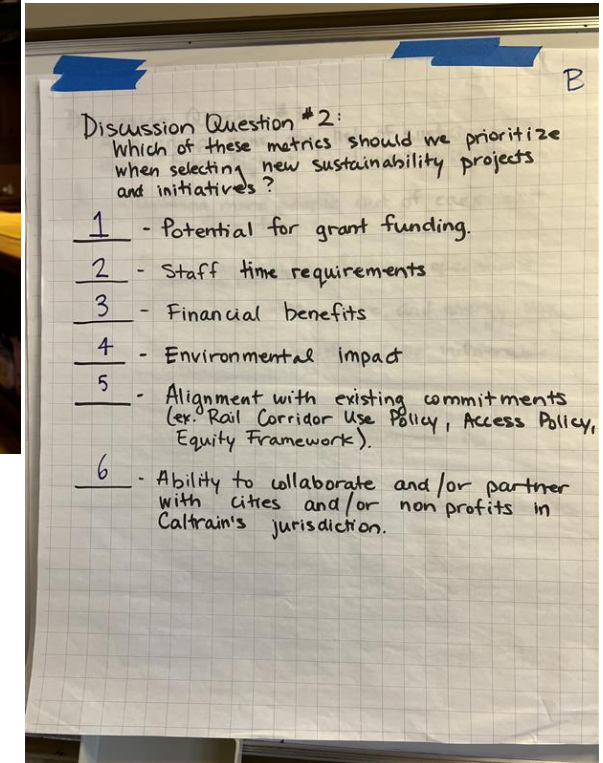 B
Discussion Question #2:
Which of these metrics should we prioritize
when selecting new sustainability projects
and initiatives?
1 - Potential for grant funding.
2 - Staff time requirements
3 - Financial benefits
4 - Environmental impact
5 - Alignment with existing commitments
(ex. Rail Corridor Use Policy, Access Policy,
Equity Framework).
6 - Ability to collaborate and/or partner
with cities and/or non profits in
Caltrain's jurisdiction.